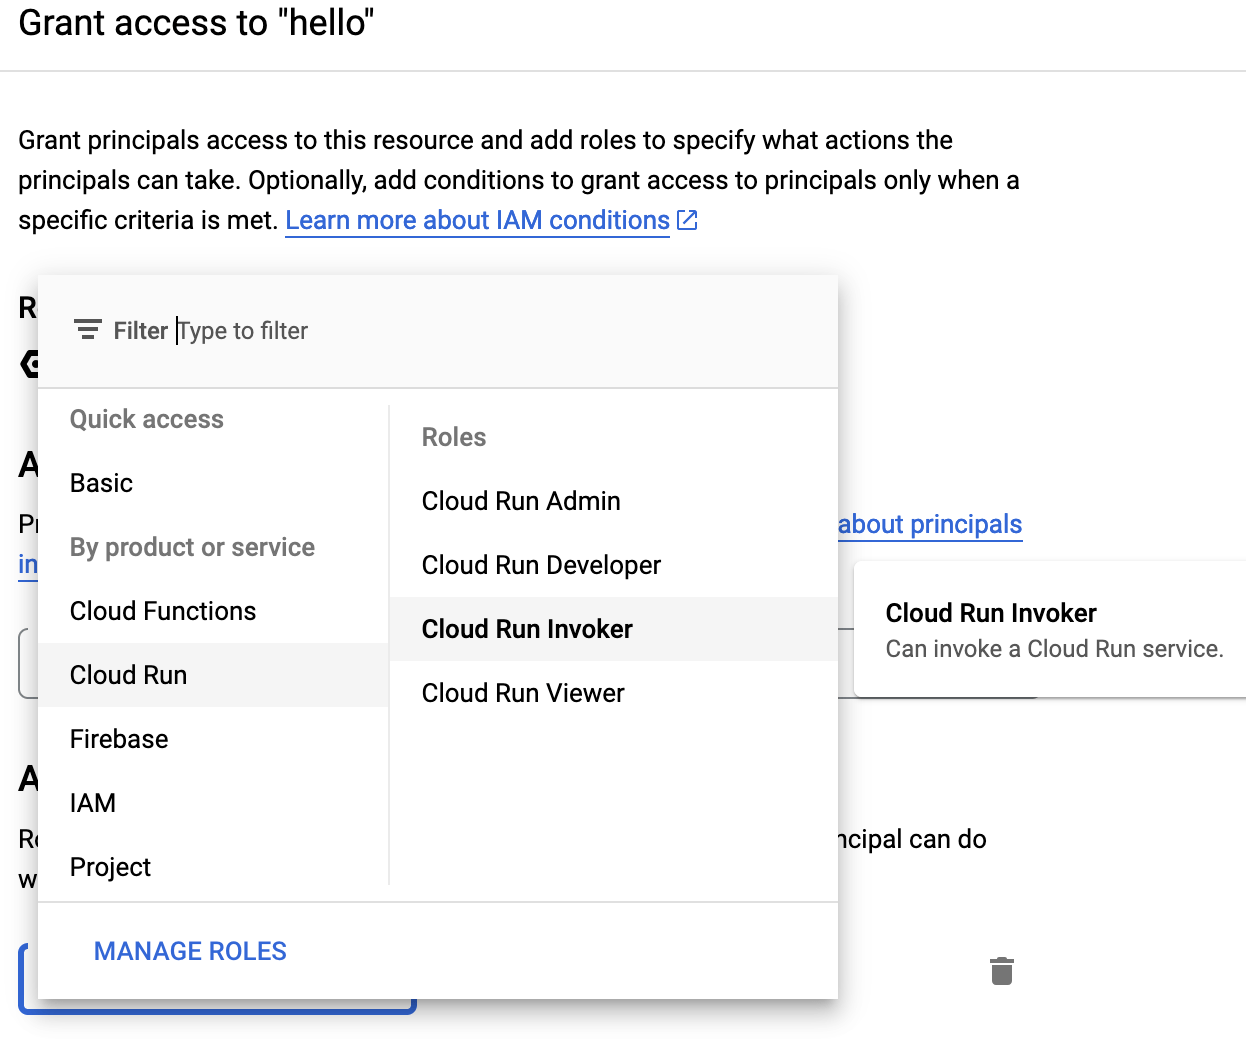 Grant access to "hello"
Grant principals access to this resource and add roles to specify what actions the
principals can take. Optionally, add conditions to grant access to principals only when a
specific criteria is met. Learn more about IAM conditions
Filter Type to filter
Quick access
Basic
By product or service
Cloud Functions
Cloud Run
Firebase
IAM
Project
Roles
Cloud Run Admin
Cloud Run Developer
Cloud Run Invoker
Cloud Run Viewer
MANAGE ROLES
about principals
in
Cloud Run Invoker
Can invoke a Cloud Run service.
can do